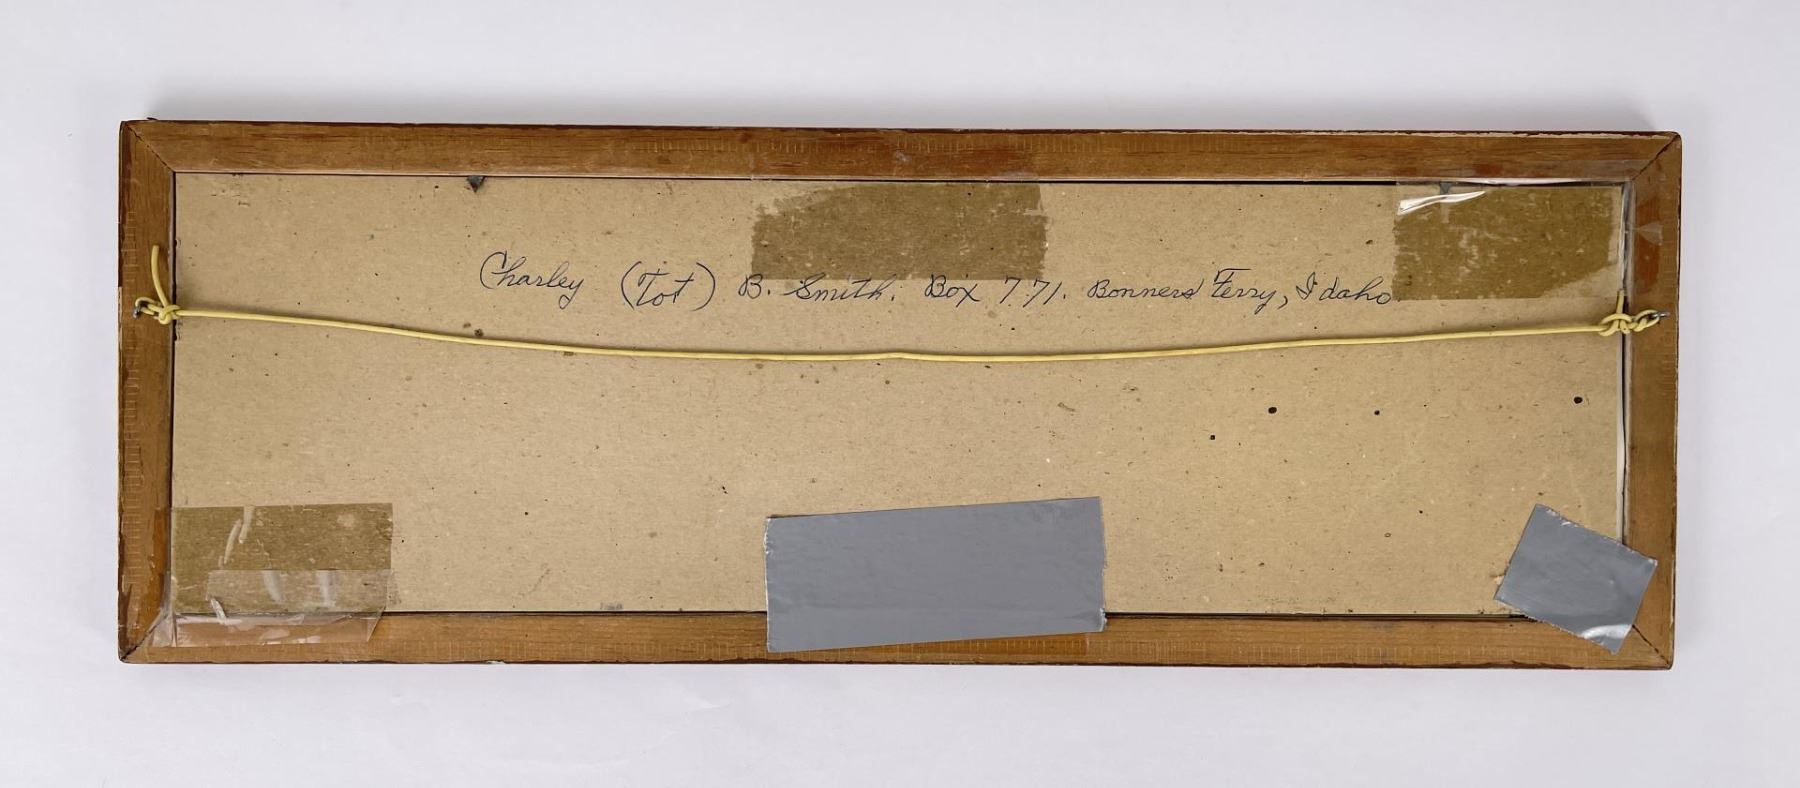 Charley (Tot) B. Smith. Box 771. Bonners Ferry, Idaho.